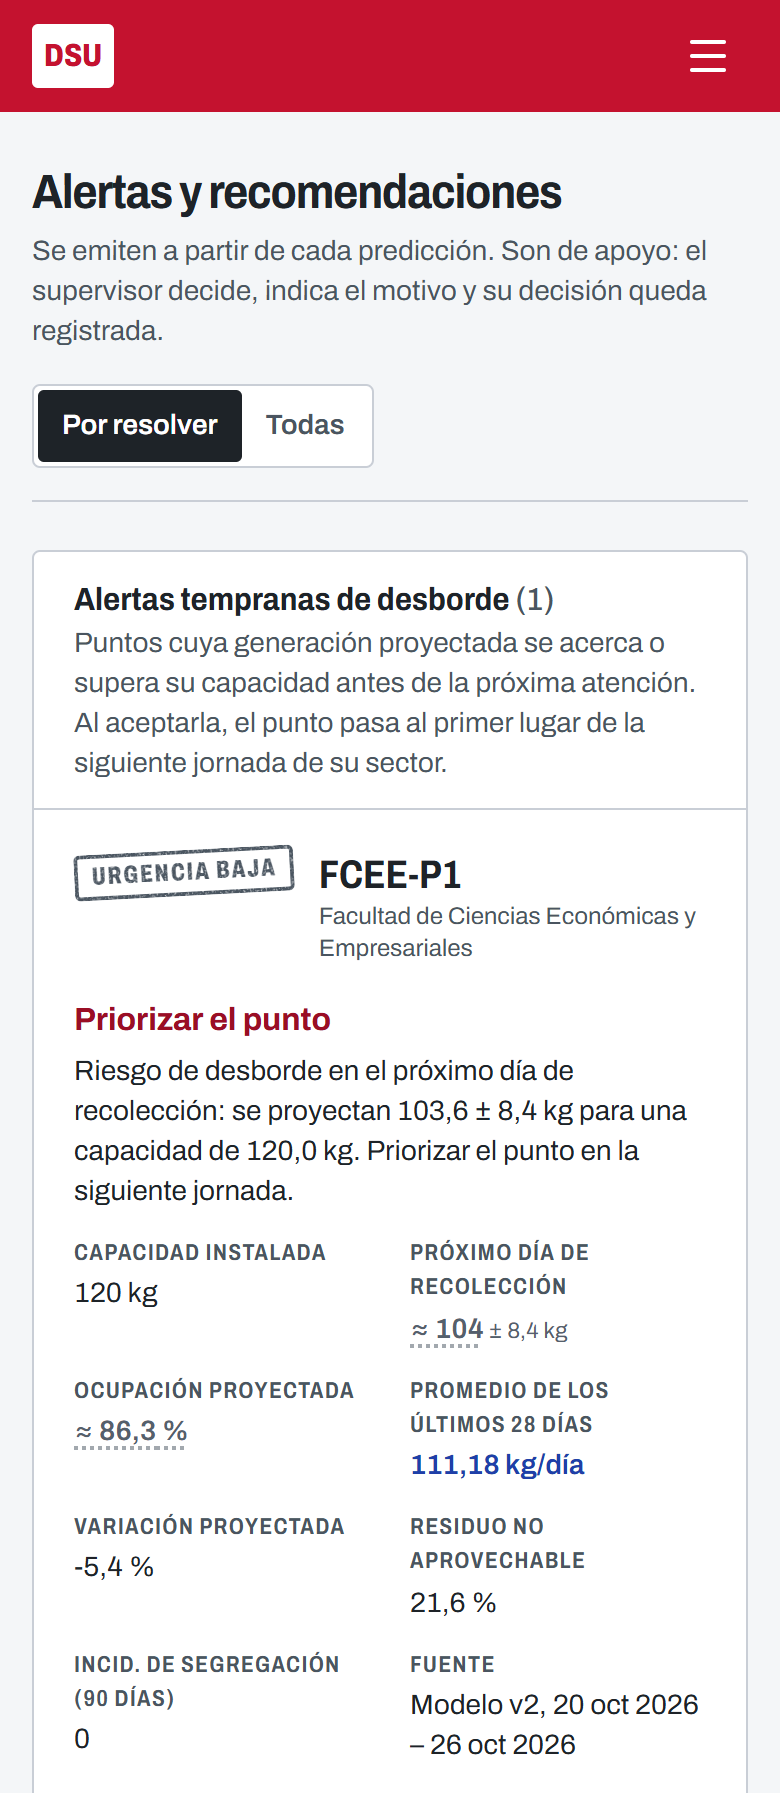 DSU
Alertas y recomendaciones
Se emiten a partir de cada predicción. Son de apoyo: el
supervisor decide, indica el motivo y su decisión queda
registrada.
Por resolver
Todas
Alertas tempranas de desborde (1)
Puntos cuya generación proyectada se acerca o
supera su capacidad antes de la próxima atención.
Al aceptarla, el punto pasa al primer lugar de la
siguiente jornada de su sector.
URGENCIA BAJA
FCEE-P1
Facultad de Ciencias Económicas y
Empresariales
Priorizar el punto
Riesgo de desborde en el próximo día de
recolección: se proyectan 103,6 ± 8,4 kg para una
capacidad de 120,0 kg. Priorizar el punto en la
siguiente jornada.
CAPACIDAD INSTALADA
120 kg
PRÓXIMO DÍA DE
RECOLECCIÓN
≈ 104 ± 8,4 kg
OCUPACIÓN PROYECTADA
≈ 86,3 %
PROMEDIO DE LOS
ÚLTIMOS 28 DÍAS
111,18 kg/día
VARIACIÓN PROYECTADA
-5,4 %
RESIDUO NO
APROVECHABLE
21,6 %
INCID. DE SEGREGACIÓN
(90 DÍAS)
0
FUENTE
Modelo v2, 20 oct 2026
– 26 oct 2026